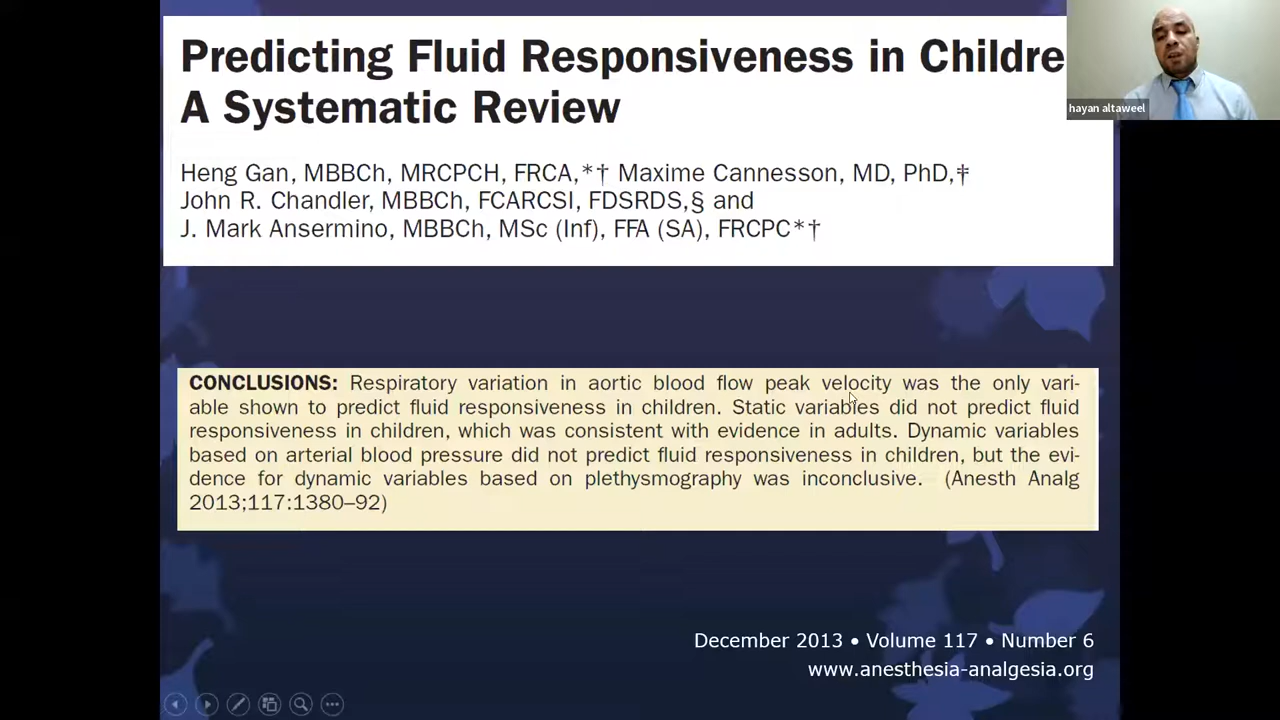 Predicting Fluid Responsiveness in Childre
A Systematic Review
hayan altaweel
Heng Gan, MBBCh, MRCPCH, FRCA,*† Maxime Cannesson, MD, PhD,‡
John R. Chandler, MBBCh, FCARCSI, FDSRDS,§ and
J. Mark Ansermino, MBBCh, MSc (Inf), FFA (SA), FRCPC*†
CONCLUSIONS: Respiratory variation in aortic blood flow peak velocity was the only vari-
able shown to predict fluid responsiveness in children. Static variables did not predict fluid
responsiveness in children, which was consistent with evidence in adults. Dynamic variables
based on arterial blood pressure did not predict fluid responsiveness in children, but the evi-
dence for dynamic variables based on plethysmography was inconclusive. (Anesth Analg
2013;117:1380–92)
December 2013 • Volume 117 • Number 6
www.anesthesia-analgesia.org